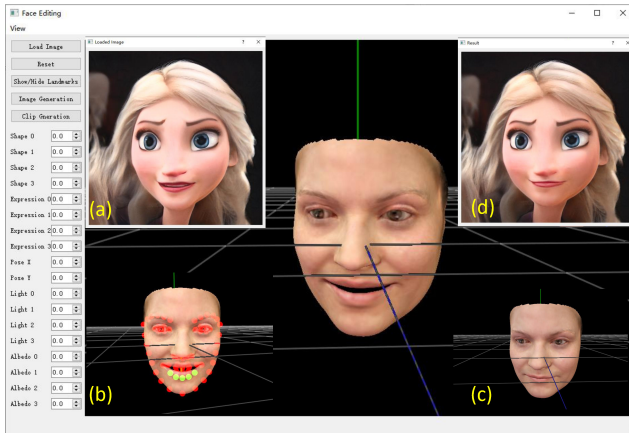 Face Editing
View
Load Image
Reset
Show/Hide Landmarks
Image Generation
Clip Gneration
Shape 0 0.0
Shape 1 0.0
Shape 2 0.0
Shape 3 0.0
Expression 0 0.0
Expression 1 0.0
Expression 2 0.0
Expression 3 0.0
Pose X 0.0
Pose Y 0.0
Light 0 0.0
Light 1 0.0
Light 2 0.0
Light 3 0.0
Albedo 0 0.0
Albedo 1 0.0
Albedo 2 0.0
Albedo 3 0.0
Loaded Image ?
(a)
(b)
Result ?
(d)
(c)